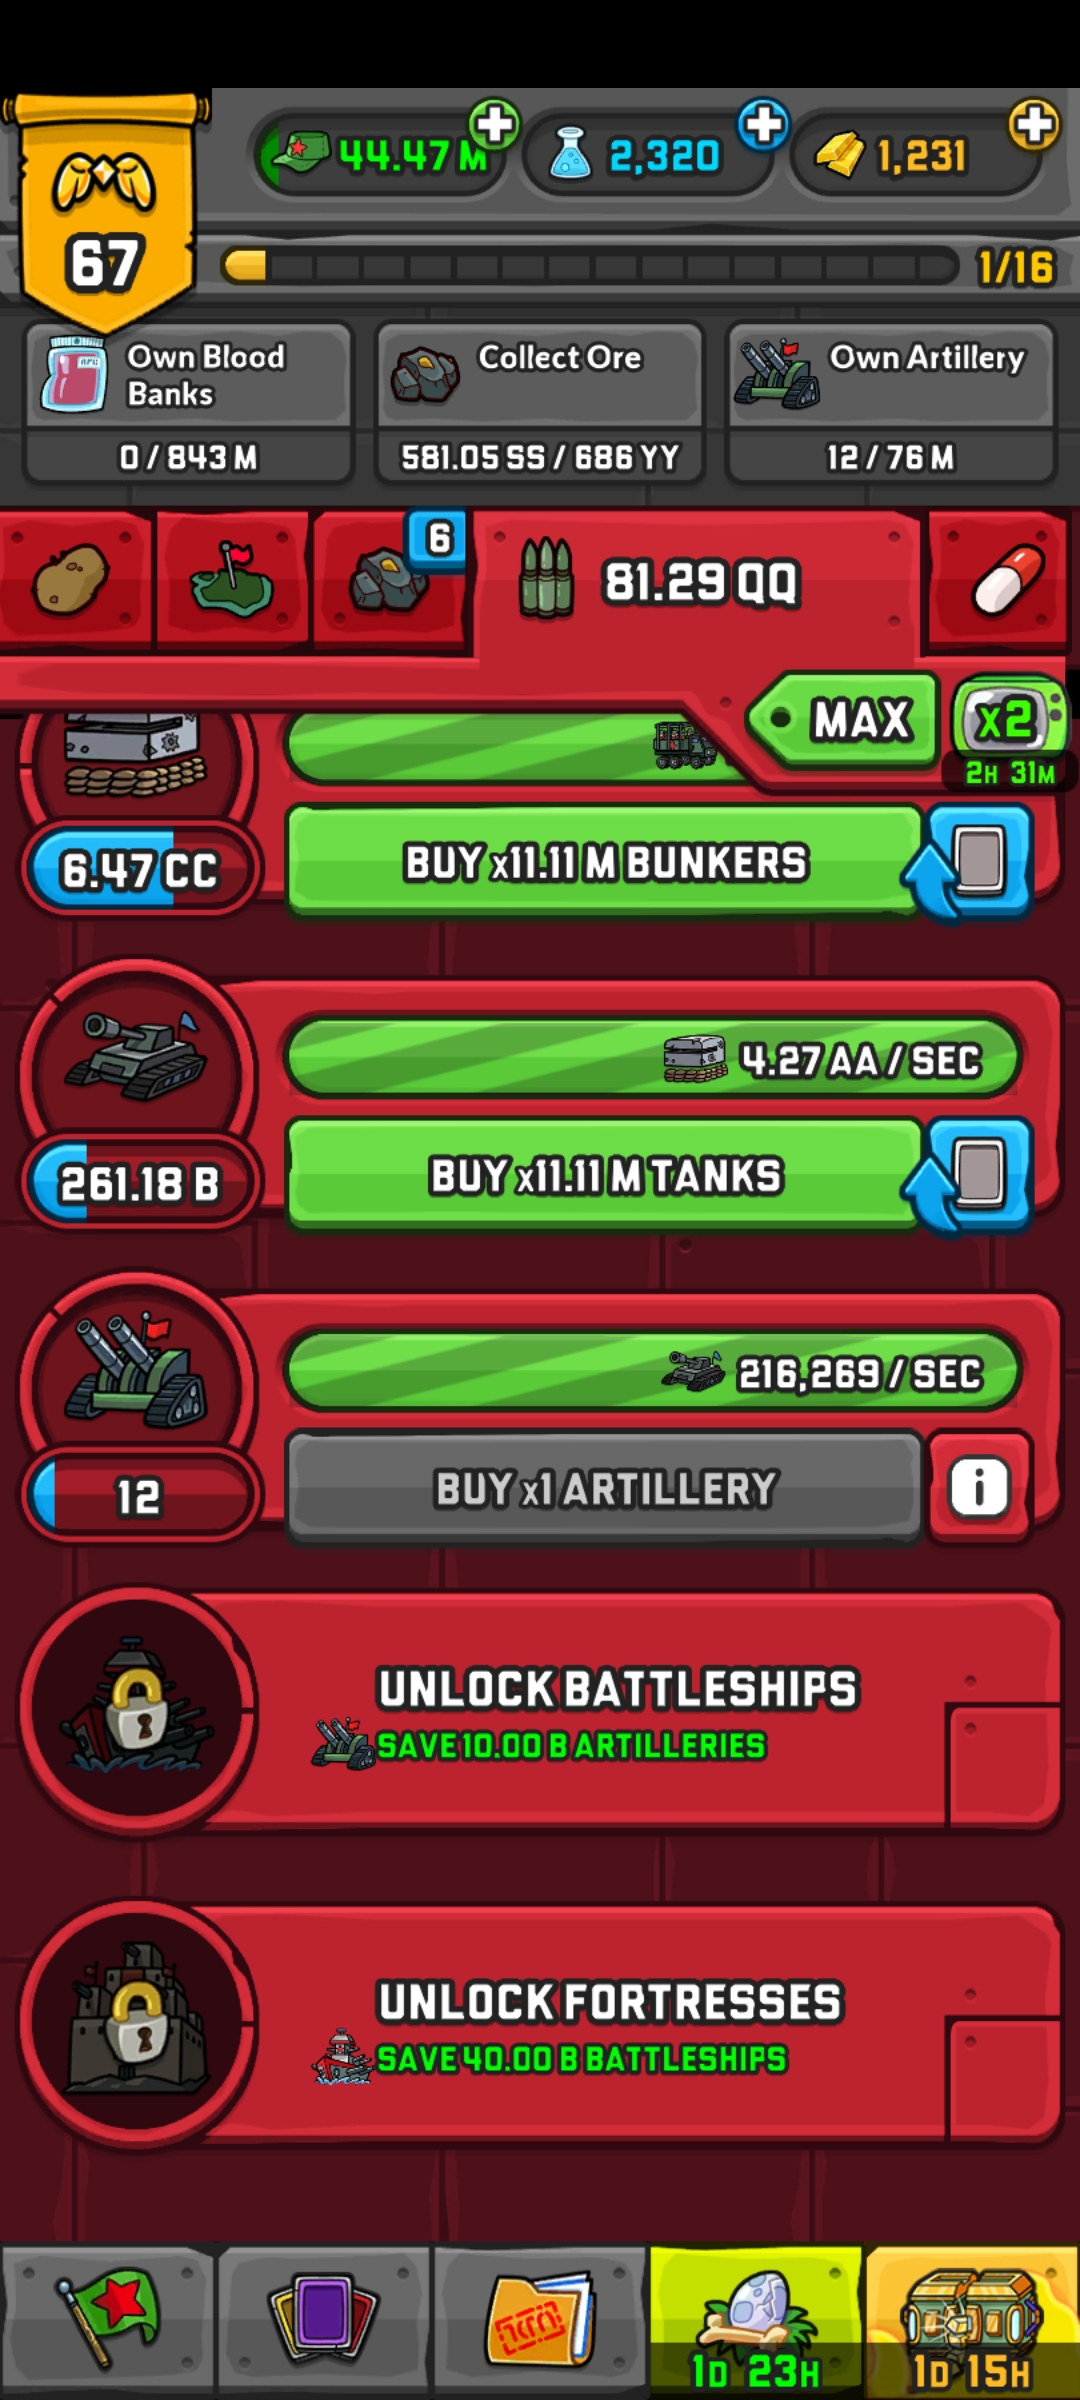 44.47 M
2,320
1,231
67
1/16
Own Blood
Banks
0 / 843 M
Collect Ore
581.05 SS / 686 YY
Own Artillery
12 / 76 M
6
81.29 QQ
MAX
X2
2H 31M
6.47 CC
BUY x11.11 M BUNKERS
4.27 AA / SEC
261.18 B
BUY x11.11 M TANKS
216,269 / SEC
12
BUY x1 ARTILLERY
i
UNLOCK BATTLESHIPS
SAVE 10.00 B ARTILLERIES
UNLOCK FORTRESSES
SAVE 40.00 B BATTLESHIPS
1D 23H
1D 15H